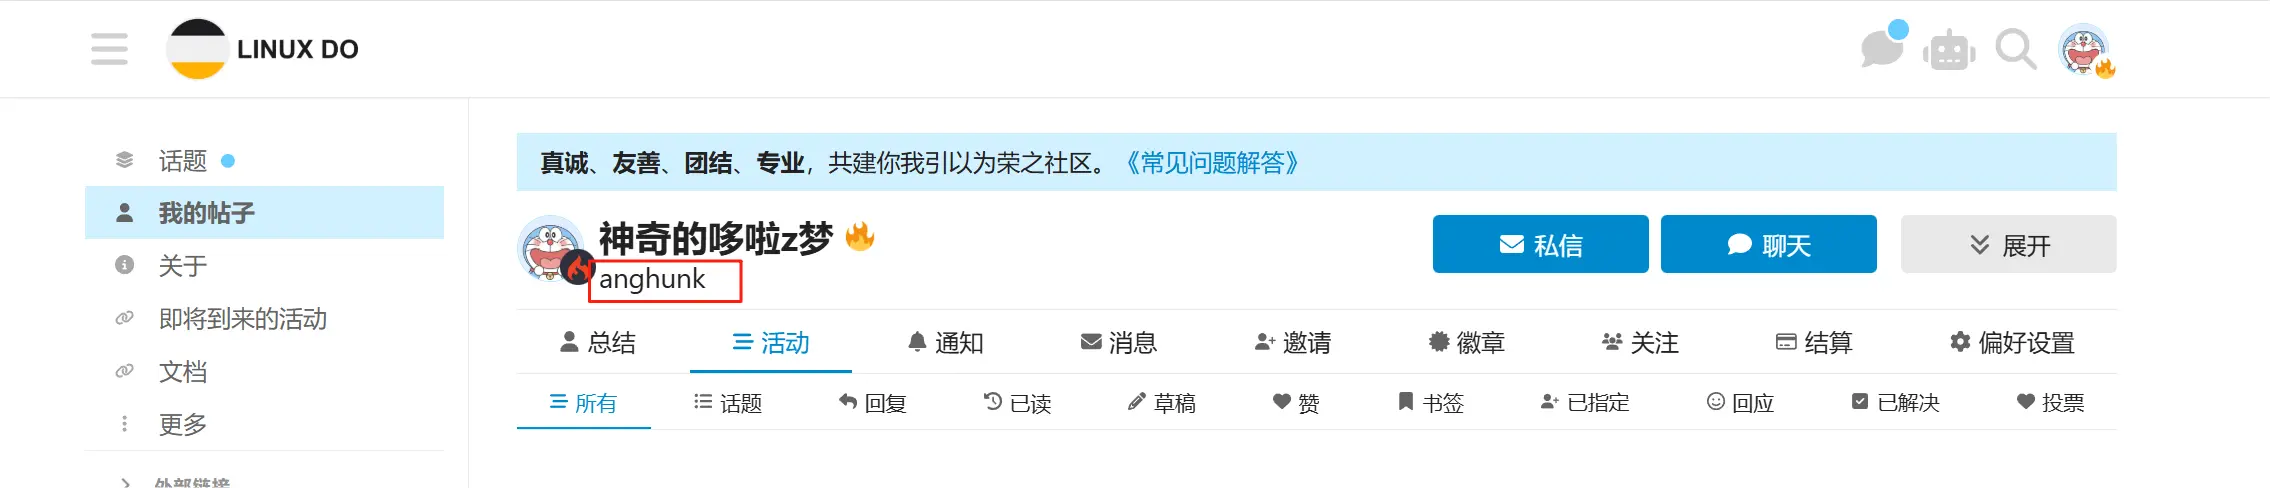 LINUX DO
话题
我的帖子
关于
即将到来的活动
文档
更多
外部链接
真诚、友善、团结、专业，共建你我引以为荣之社区。《常见问题解答》
神奇的哆啦z梦
anghunk
私信
聊天
展开
总结
活动
通知
消息
邀请
徽章
关注
结算
偏好设置
所有
话题
回复
已读
草稿
赞
书签
已指定
回应
已解决
投票